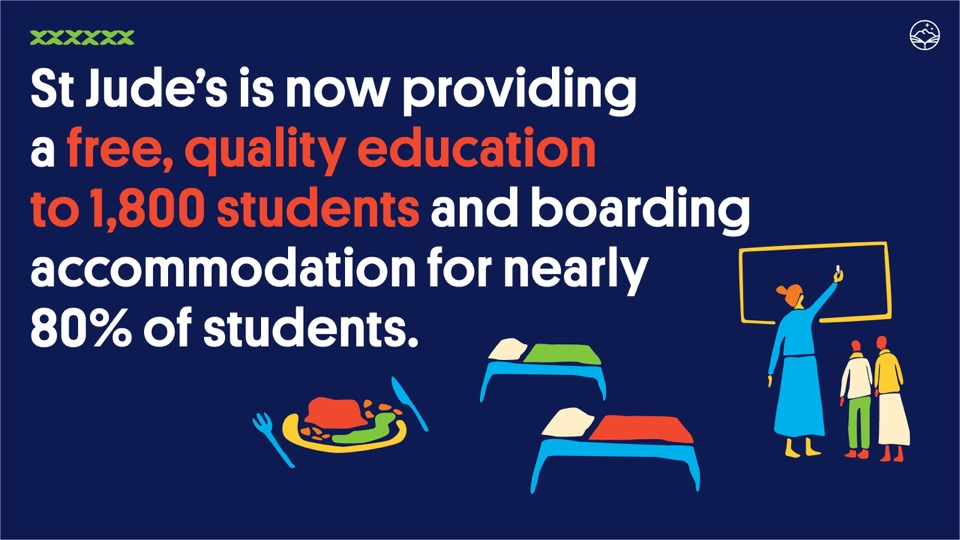 St Jude’s is now providing
a free, quality education
to 1,800 students and boarding
accommodation for nearly
80% of students.